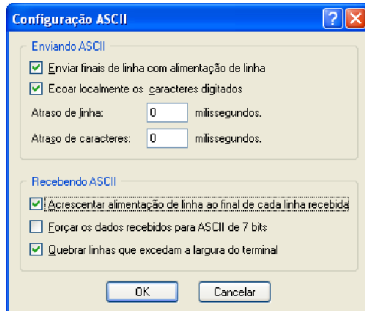 Configuração ASCII
Enviando ASCII
Enviar finais de linha com alimentação de linha
Ecoar localmente os caracteres digitados
Atraso de linha: 0 milissegundos.
Atraso de caracteres: 0 milissegundos.
Recebendo ASCII
Acrescentar alimentação de linha ao final de cada linha recebida
Forçar os dados recebidos para ASCII de 7 bits
Quebrar linhas que excedam a largura do terminal
OK Cancelar